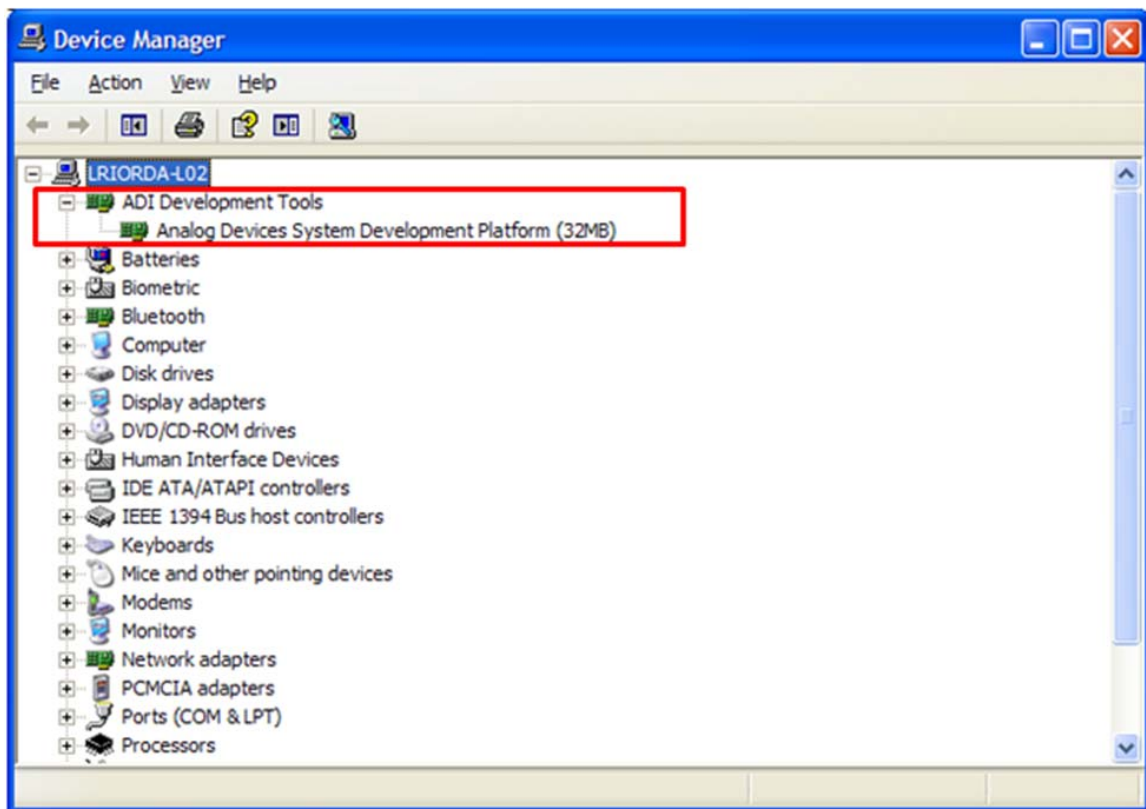 Device Manager
File Action View Help
LRIORDA-L02
ADI Development Tools
Analog Devices System Development Platform (32MB)
Batteries
Biometric
Bluetooth
Computer
Disk drives
Display adapters
DVD/CD-ROM drives
Human Interface Devices
IDE ATA/ATAPI controllers
IEEE 1394 Bus host controllers
Keyboards
Mice and other pointing devices
Modems
Monitors
Network adapters
PCMCIA adapters
Ports (COM & LPT)
Processors